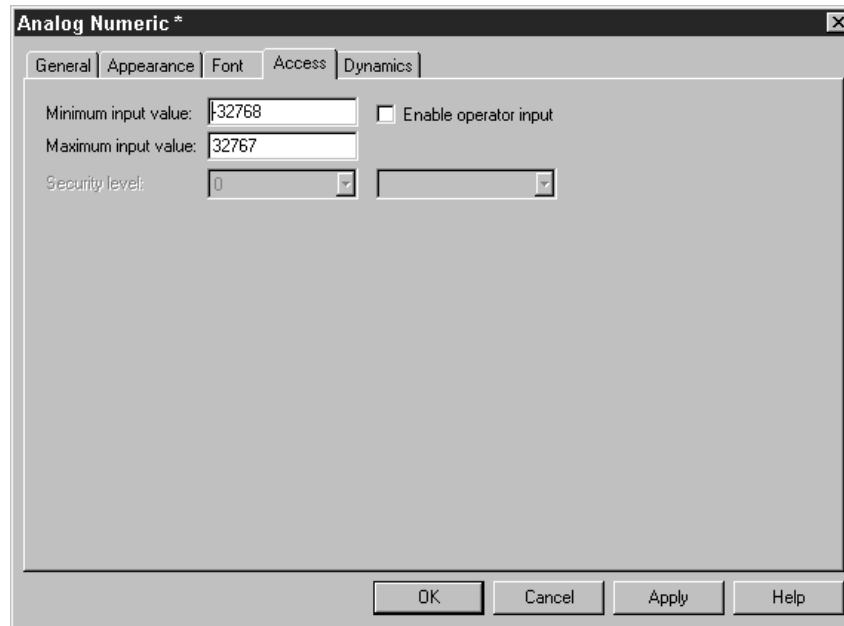 Analog Numeric *
General Appearance Font Access Dynamics
Minimum input value: -32768 Enable operator input
Maximum input value: 32767
Security level: 0
OK Cancel Apply Help